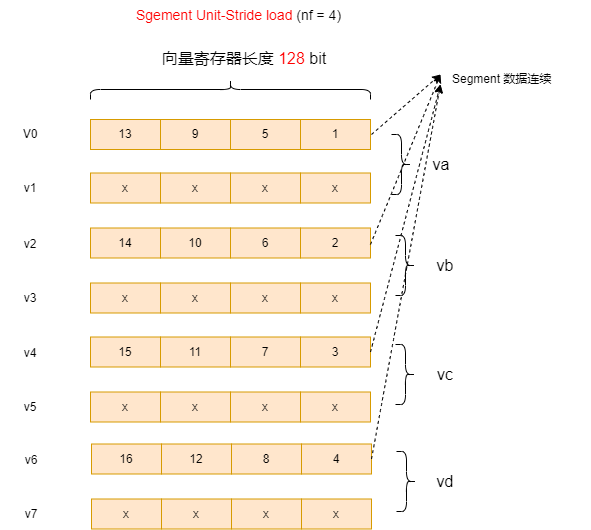 Sgement Unit-Stride load (nf = 4)
向量寄存器长度 128 bit
Segment 数据连续
V0 13 9 5 1
va
v1 x x x x
v2 14 10 6 2
vb
v3 x x x x
v4 15 11 7 3
vc
v5 x x x x
v6 16 12 8 4
vd
v7 x x x x